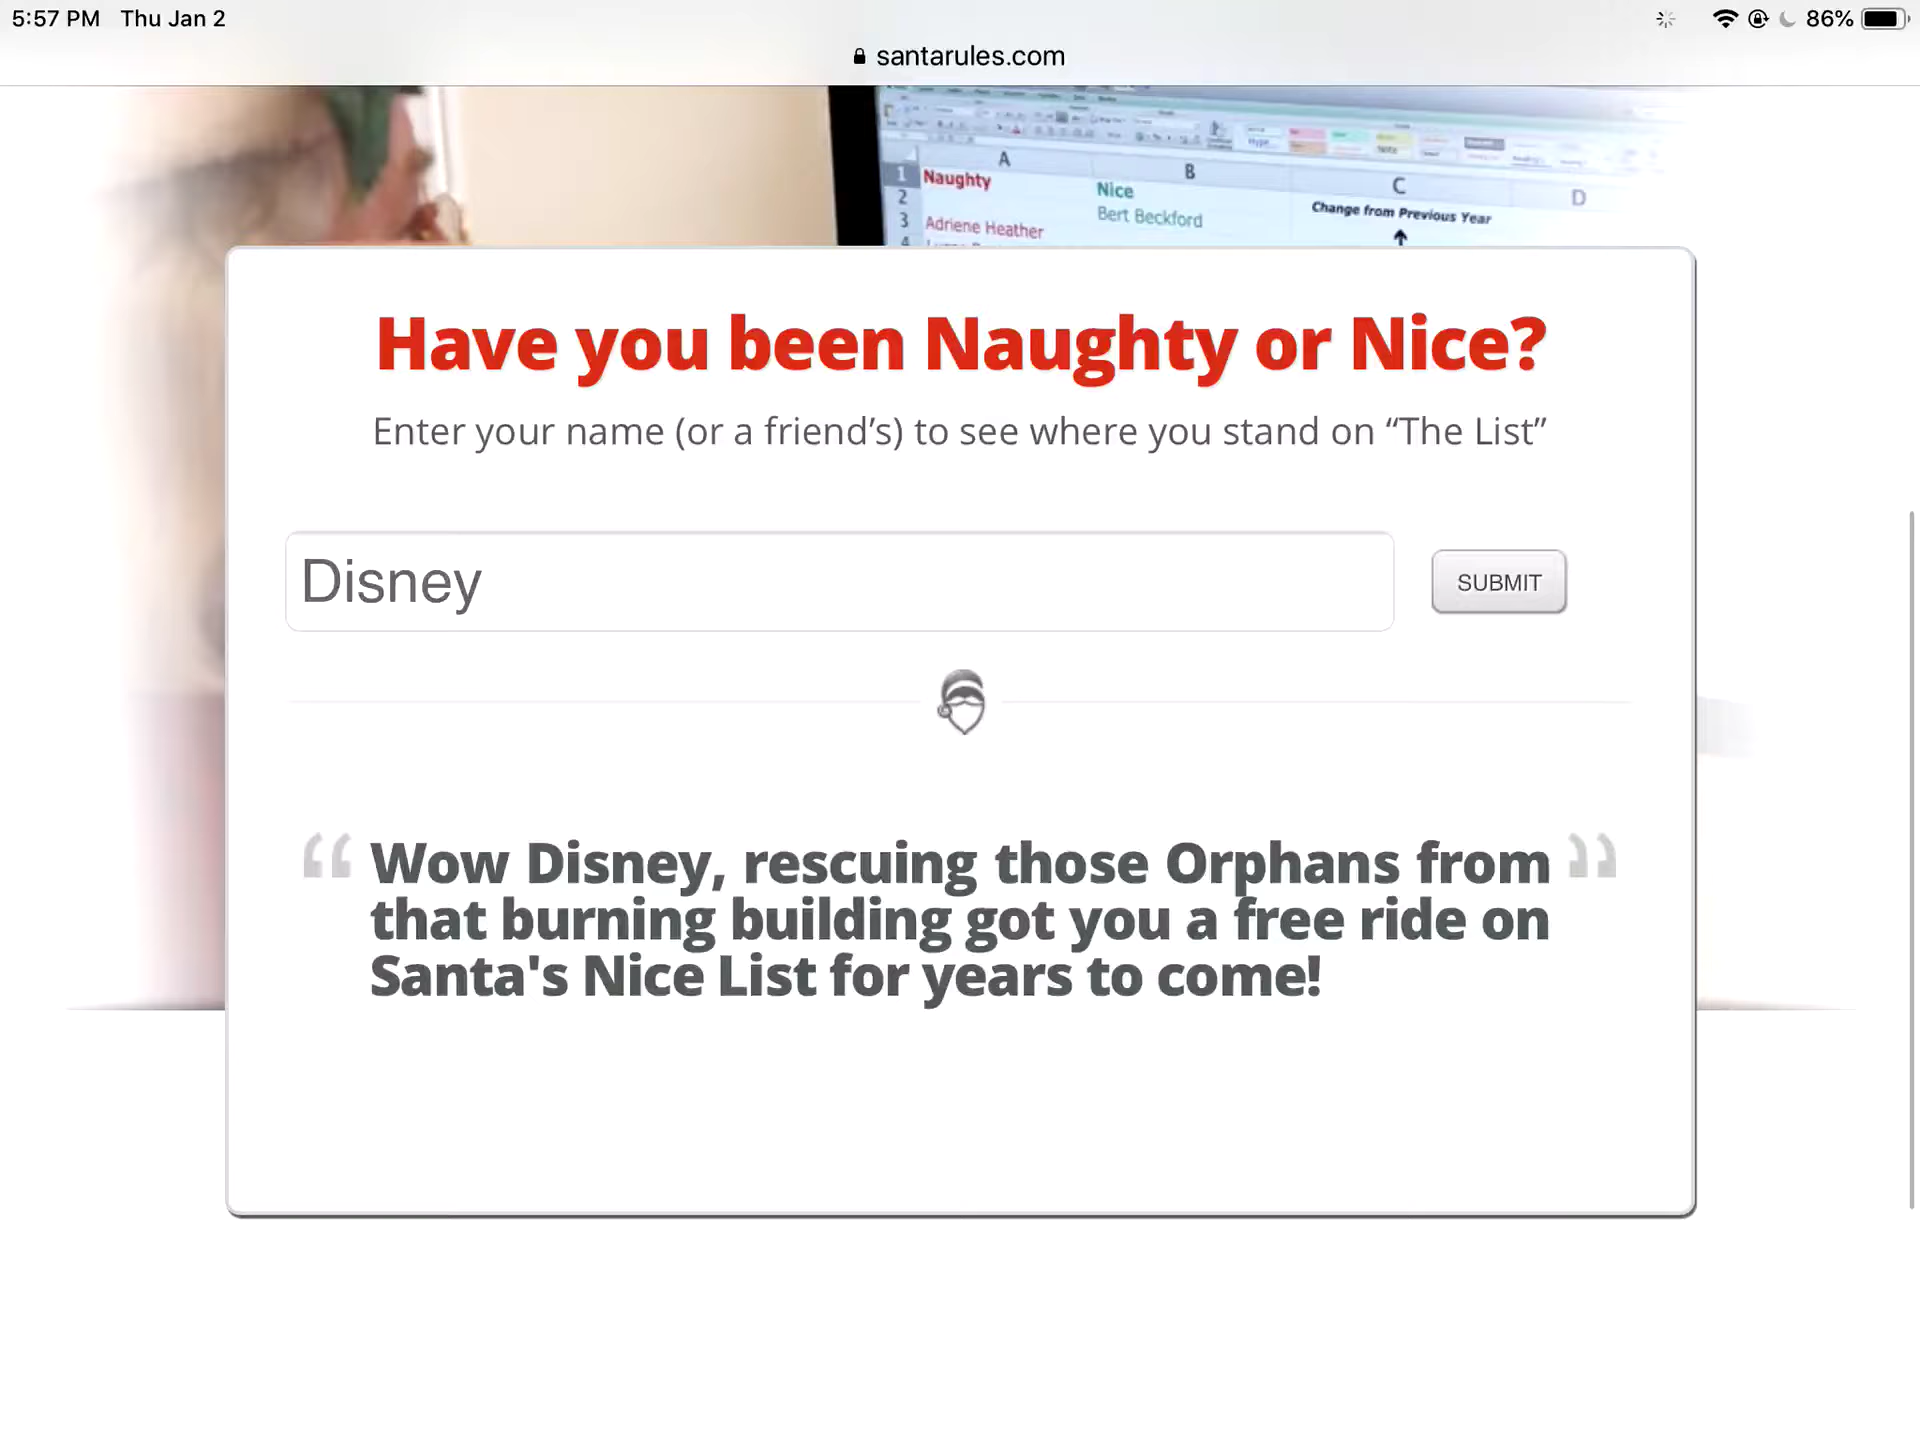 5:57 PM Thu Jan 2
86%
santarules.com
A
B
C
D
1
Naughty
Nice
Change from Previous Year
2
Bert Beckford
3
Adriene Heather
4
Have you been Naughty or Nice?
Enter your name (or a friend’s) to see where you stand on “The List”
Disney
SUBMIT
“ Wow Disney, rescuing those Orphans from ”
that burning building got you a free ride on
Santa's Nice List for years to come!